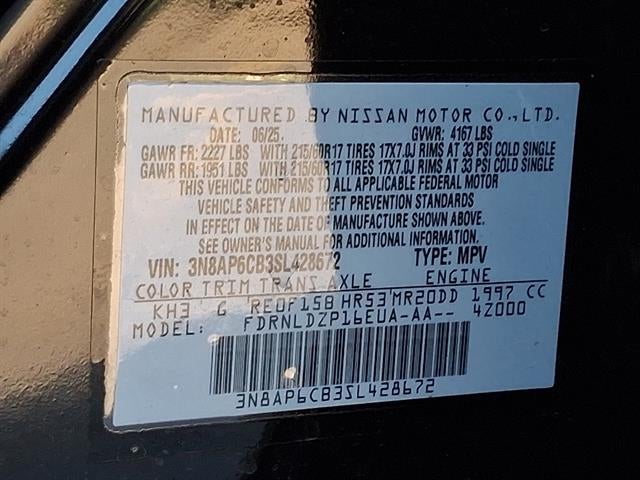 MANUFACTURED BY NISSAN MOTOR CO., LTD.
DATE: 06/25. GVWR: 4167 LBS
GAWR FR: 2227 LBS WITH 215/60R17 TIRES 17X7.0J RIMS AT 33 PSI COLD SINGLE
GAWR RR: 1951 LBS WITH 215/60R17 TIRES 17X7.0J RIMS AT 33 PSI COLD SINGLE
THIS VEHICLE CONFORMS TO ALL APPLICABLE FEDERAL MOTOR
VEHICLE SAFETY AND THEFT PREVENTION STANDARDS
IN EFFECT ON THE DATE OF MANUFACTURE SHOWN ABOVE.
SEE OWNER'S MANUAL FOR ADDITIONAL INFORMATION
VIN: 3N8AP6CB3SL428672 TYPE: MPV
COLOR TRIM TRANS AXLE ENGINE
KH3 G RE0F15B HR53 MR20DD 1997 CC
FDRNLDZP16EUA-AA-- 4Z000
3N8AP6CB3SL428672